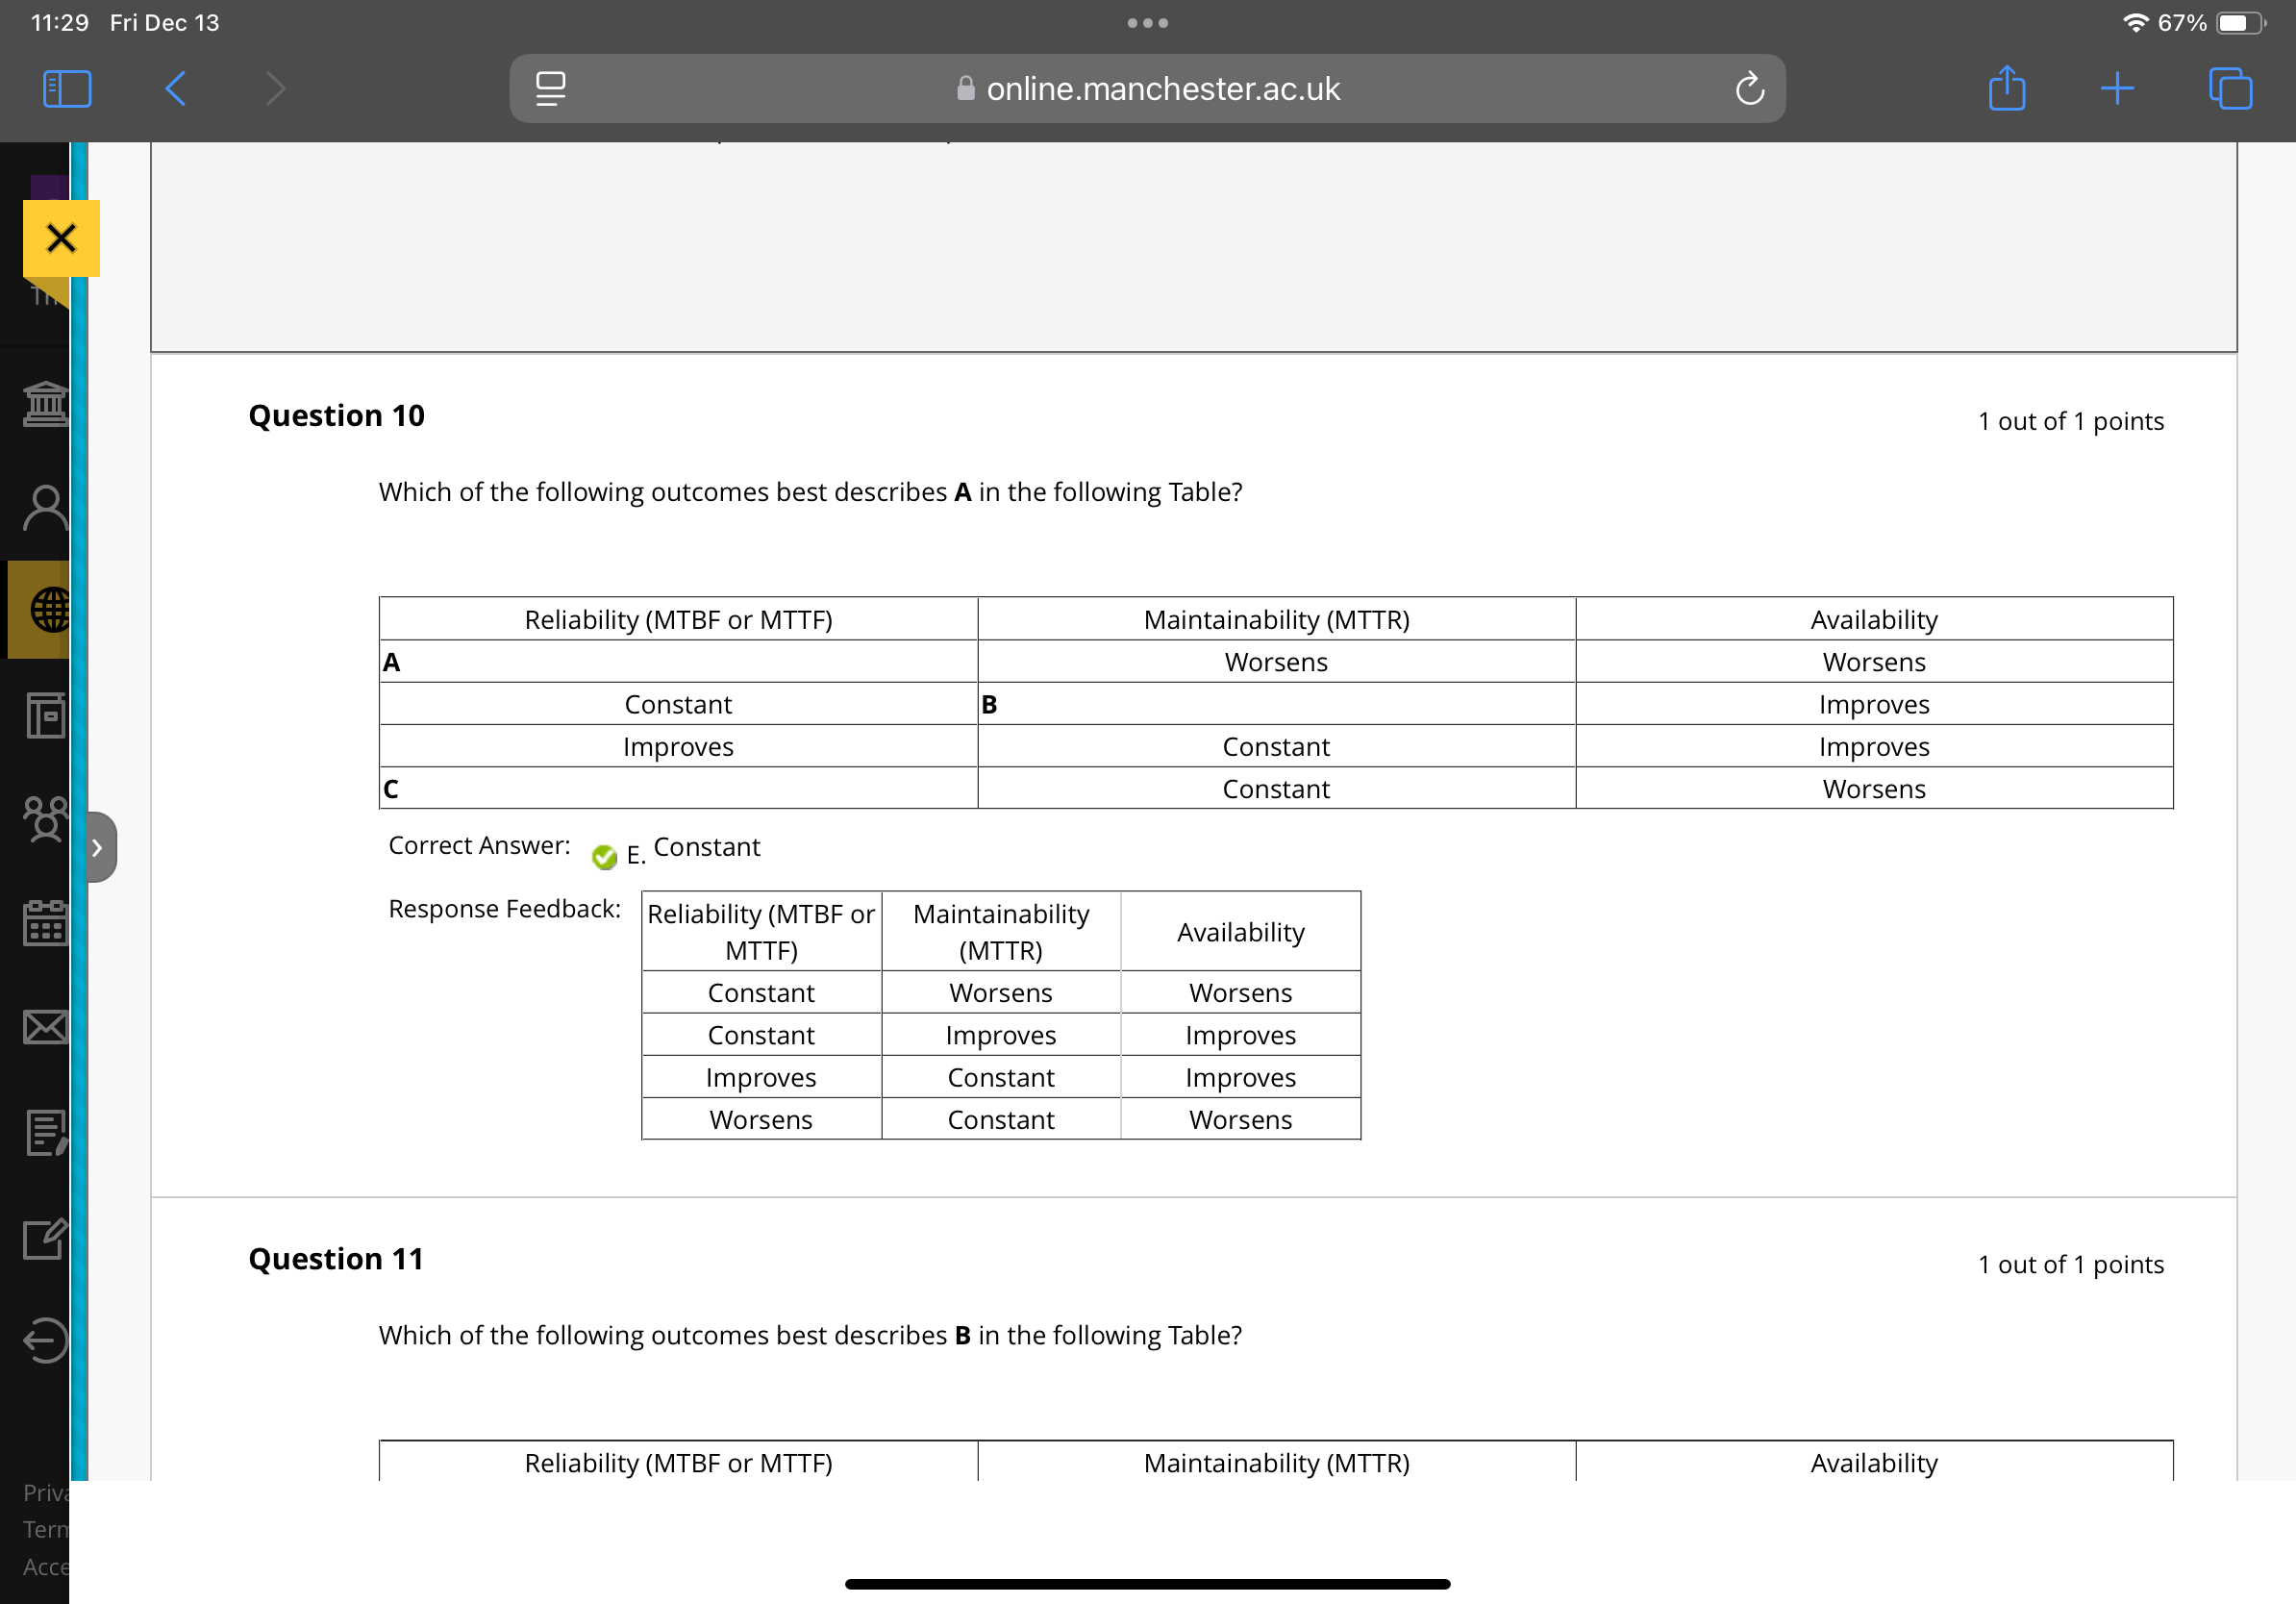 11:29 Fri Dec 13
67%
online.manchester.ac.uk
Question 10
1 out of 1 points
Which of the following outcomes best describes A in the following Table?
Reliability (MTBF or MTTF) Maintainability (MTTR) Availability
A Worsens Worsens
Constant B Improves
Improves Constant Improves
C Constant Worsens
Correct Answer: E. Constant
Response Feedback:
Reliability (MTBF or MTTF) Maintainability (MTTR) Availability
Constant Worsens Worsens
Constant Improves Improves
Improves Constant Improves
Worsens Constant Worsens
Question 11
1 out of 1 points
Which of the following outcomes best describes B in the following Table?
Reliability (MTBF or MTTF) Maintainability (MTTR) Availability
Priva
Term
Acce